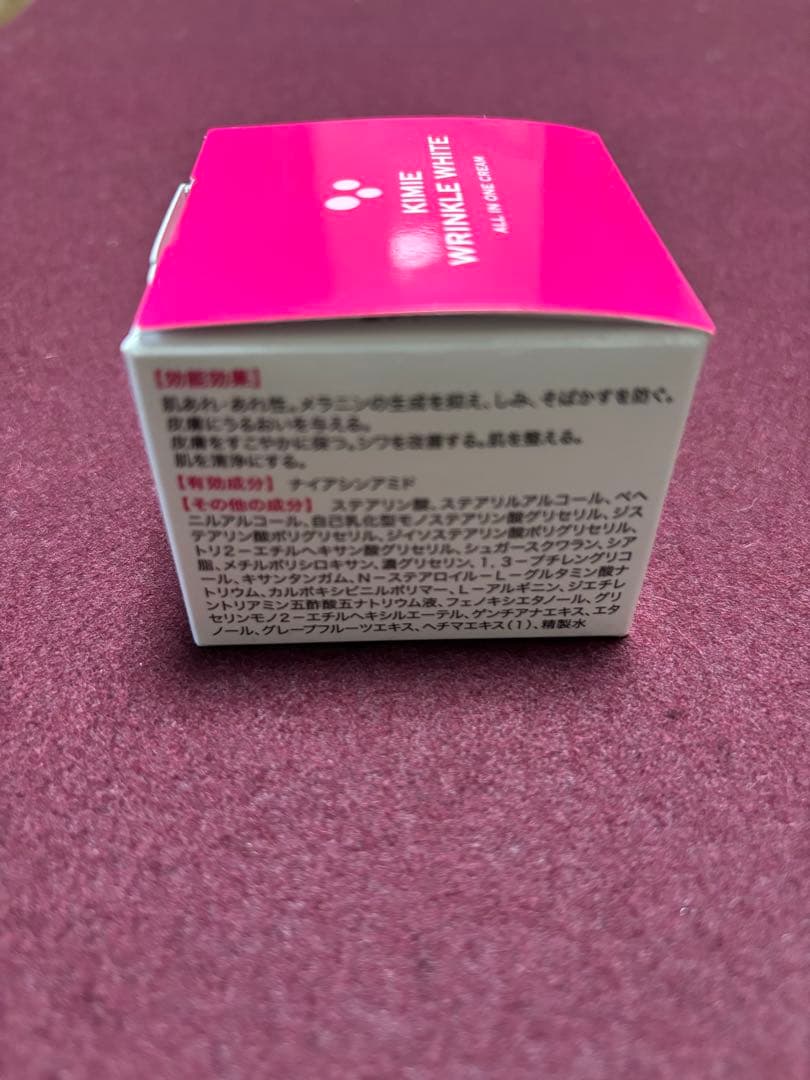 KIMIE
WRINKLE WHITE
ALL IN ONE CREAM
【効能効果】
肌あれ・あれ性。メラニンの生成を抑え、しみ、そばかすを防ぐ。
皮膚にうるおいを与える。
皮膚をすこやかに保つ。シワを改善する。肌を整える。
肌を清浄にする。
【有効成分】 ナイアシンアミド
【その他の成分】 ステアリン酸、ステアリルアルコール、ベヘ
ニルアルコール、自己乳化型モノステアリン酸グリセリル、ジス
テアリン酸ポリグリセリル、ジイソステアリン酸ポリグリセリル、
トリ2－エチルヘキサン酸グリセリル、シュガースクワラン、シア
脂、メチルポリシロキサン、濃グリセリン、1,3－ブチレングリコ
ール、キサンタンガム、N－ステアロイル－L－グルタミン酸ナ
トリウム、カルボキシビニルポリマー、L－アルギニン、ジエチレ
ントリアミン五酢酸五ナトリウム液、フェノキシエタノール、グリ
セリンモノ2－エチルヘキシルエーテル、ゲンチアナエキス、エタ
ノール、グレープフルーツエキス、ヘチマエキス(1)、精製水